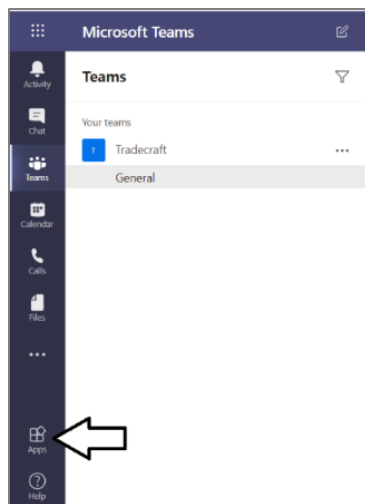 Microsoft Teams
Activity
Chat
Teams
Calendar
Calls
Files
Apps
Help
Teams
Your teams
T
Tradecraft
General